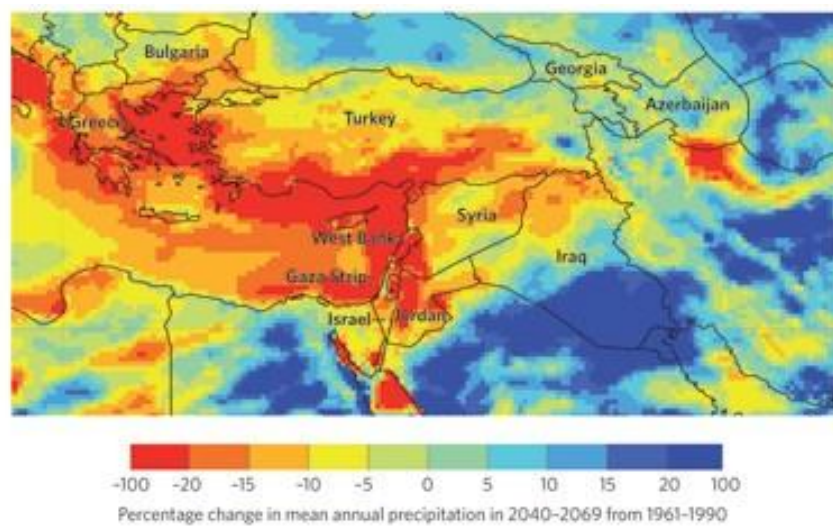 Bulgaria
Georgia
Azerbaijan
Greece
Turkey
Syria
West Bank
Iraq
Gaza Strip
Israel
Jordan
-100 -20 -15 -10 -5 0 5 10 15 20 100
Percentage change in mean annual precipitation in 2040–2069 from 1961–1990